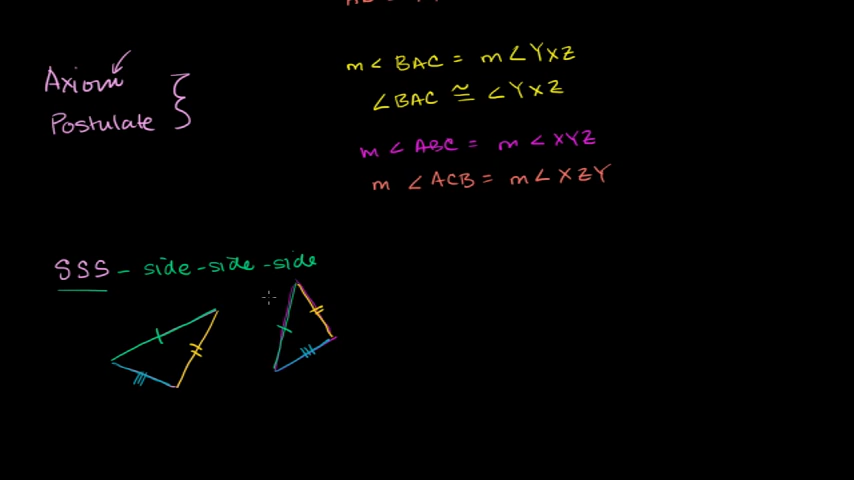 Axiom
Postulate
m < BAC = m ∠ YXZ
∠BAC ≅ ∠YXZ
m < ABC = m ∠ XYZ
m ∠ ACB = m ∠ XZY
SSS - side-side-side